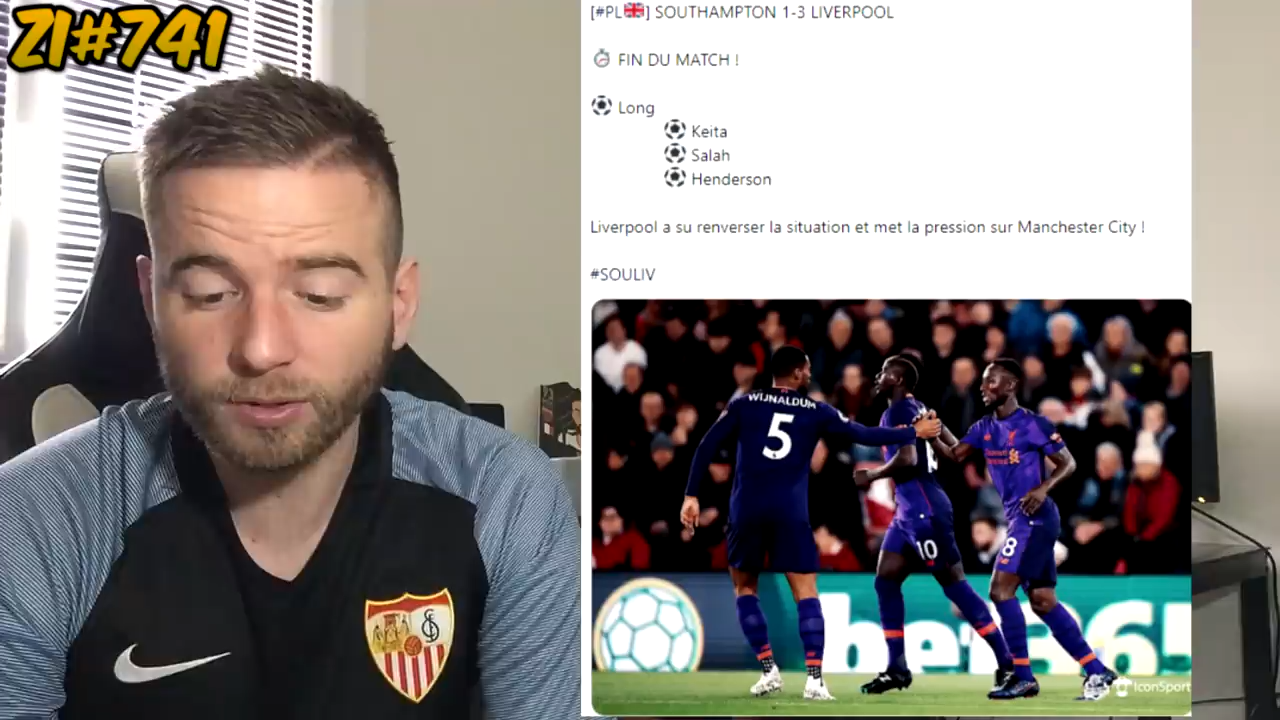 ZI#741
[#PL🇬🇧] SOUTHAMPTON 1-3 LIVERPOOL
⏱ FIN DU MATCH !
⚽ Long
⚽ Keita
⚽ Salah
⚽ Henderson
Liverpool a su renverser la situation et met la pression sur Manchester City !
#SOULIV
WIJNALDUM
5
10
8
bet365
IconSport